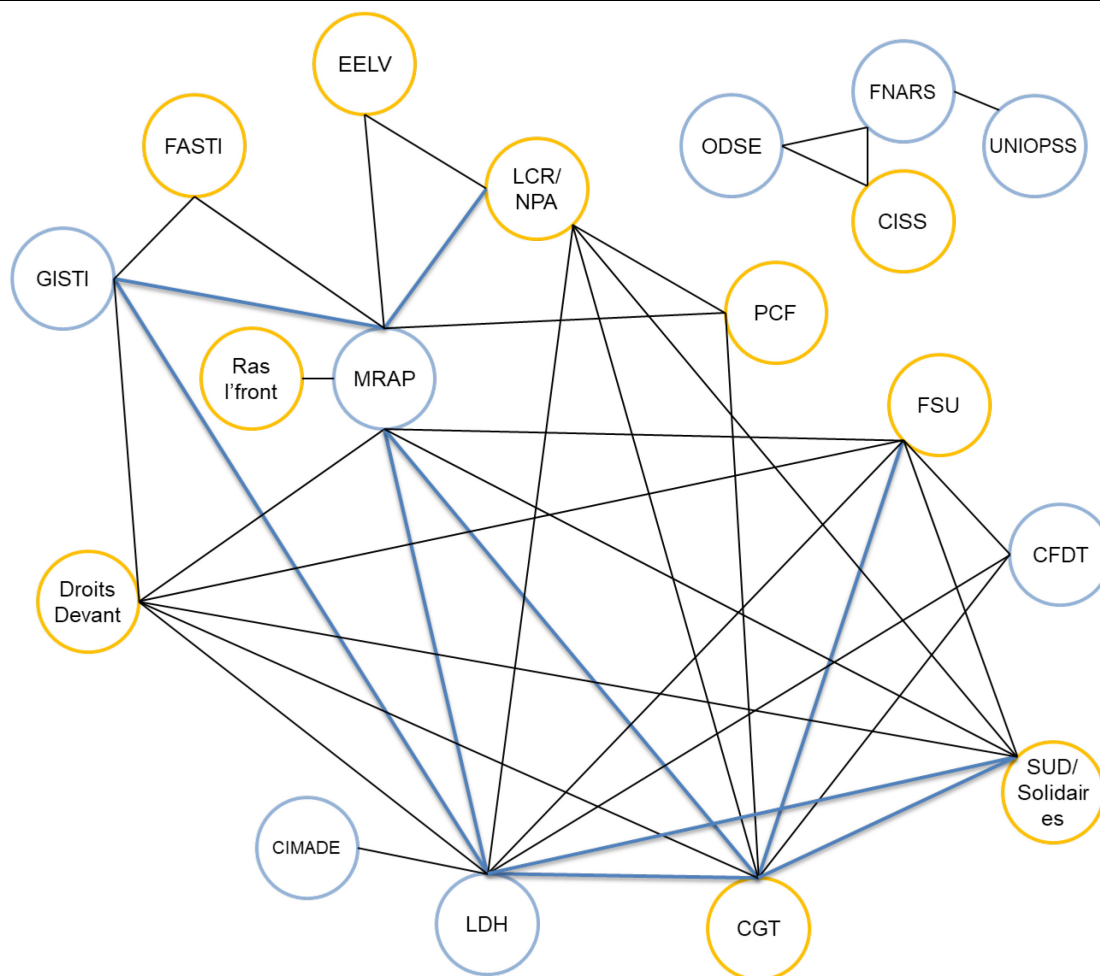 EELV
FNARS
FASTI
ODSE
UNIOPSS
LCR/
NPA
CISS
GISTI
PCF
Ras
l'front
MRAP
FSU
CFDT
Droits
Devant
SUD/
Solidair
es
CIMADE
LDH
CGT